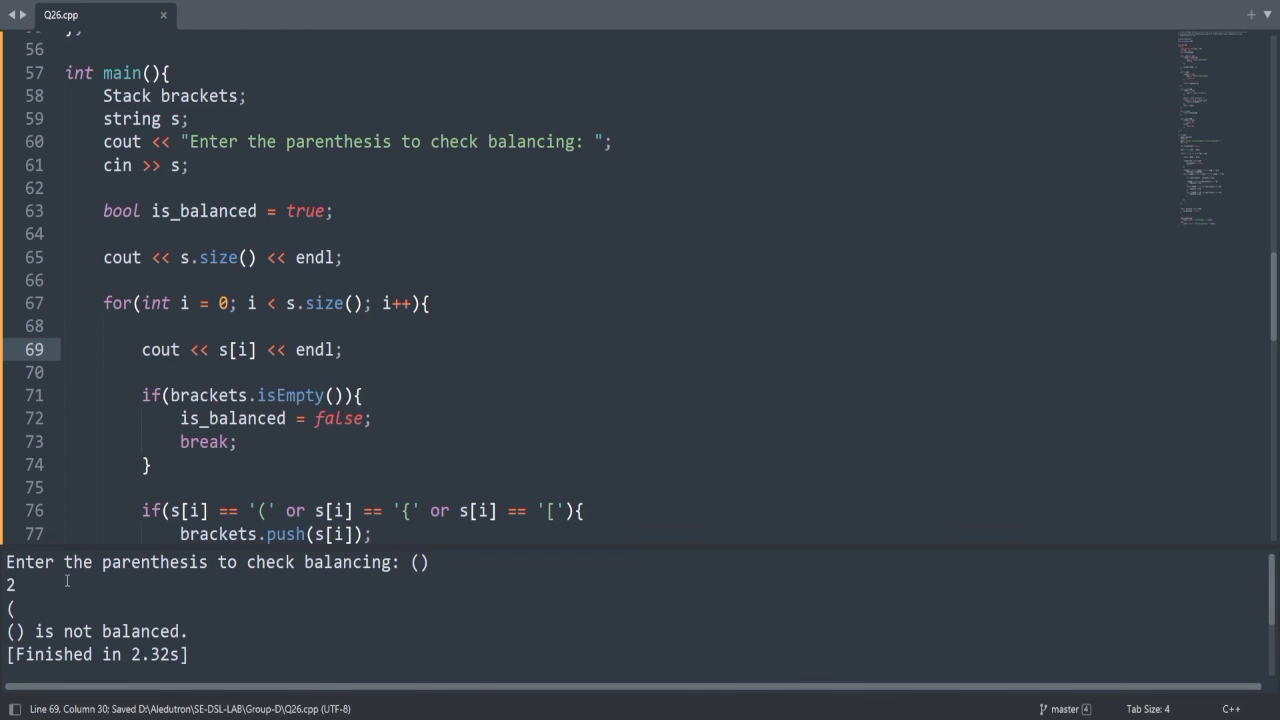 Q26.cpp
56
57 int main(){
58 Stack brackets;
59 string s;
60 cout << "Enter the parenthesis to check balancing: ";
61 cin >> s;
62
63 bool is_balanced = true;
64
65 cout << s.size() << endl;
66
67 for(int i = 0; i < s.size(); i++){
68
69 cout << s[i] << endl;
70
71 if(brackets.isEmpty()){
72 is_balanced = false;
73 break;
74 }
75
76 if(s[i] == '(' or s[i] == '{' or s[i] == '['){
77 brackets.push(s[i]);
Enter the parenthesis to check balancing: ()
2
(
() is not balanced.
[Finished in 2.32s]
Line 69, Column 30; Saved D:\Aledutron\SE-DSL-LAB\Group-D\Q26.cpp (UTF-8)
master 4
Tab Size: 4
C++